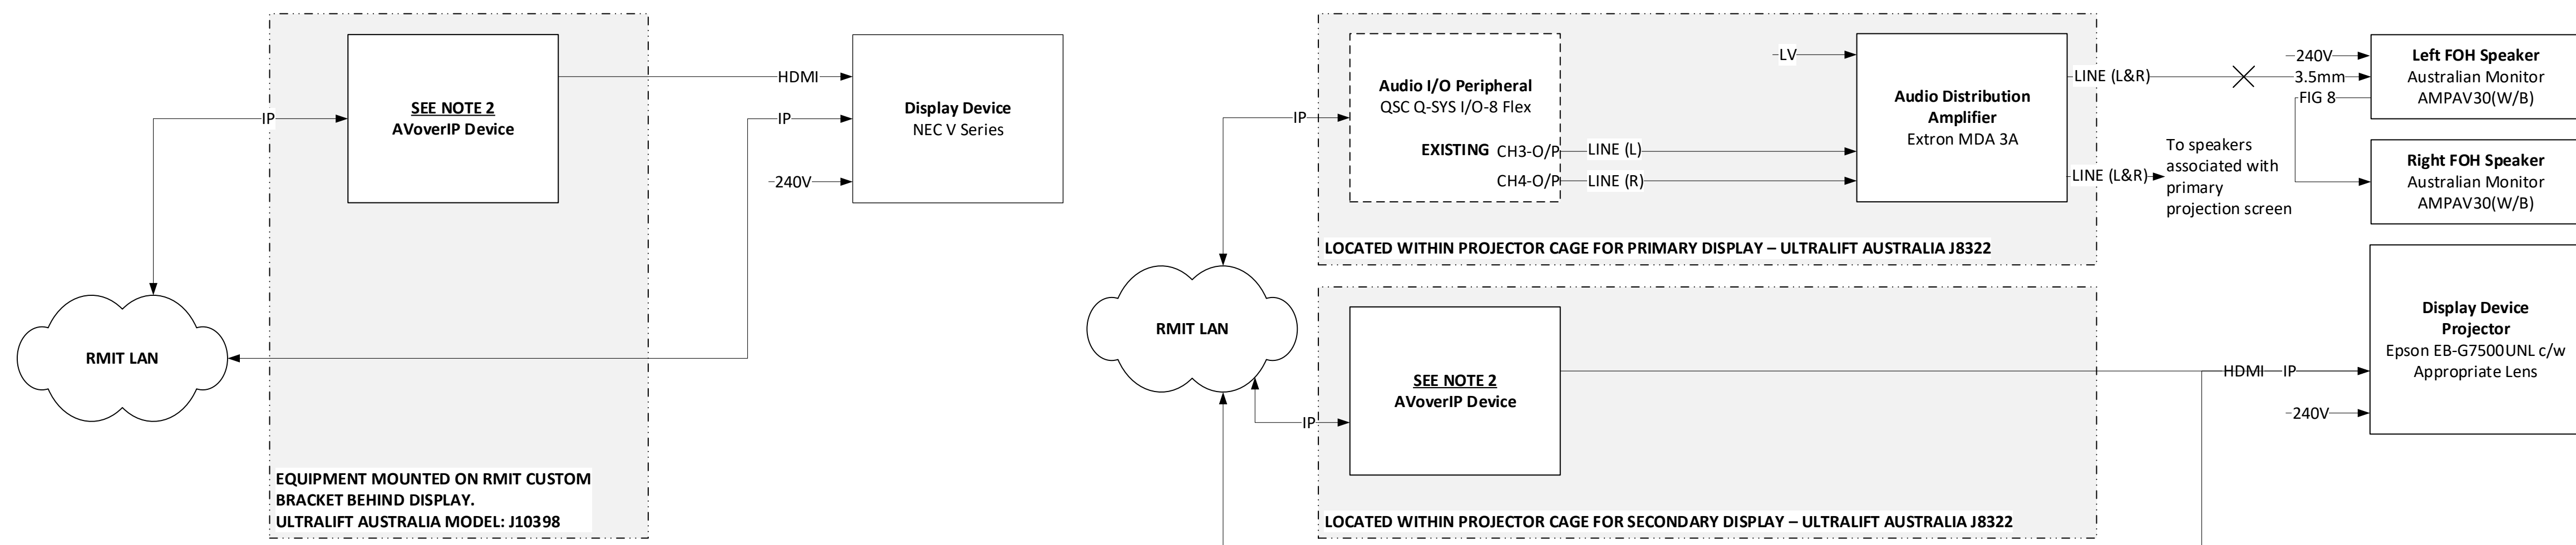 IP
SEE NOTE 2
AVoverIP Device
HDMI
IP
240V
Display Device
NEC V Series
RMIT LAN
EQUIPMENT MOUNTED ON RMIT CUSTOM
BRACKET BEHIND DISPLAY.
ULTRALIFT AUSTRALIA MODEL: J10398
IP
Audio I/O Peripheral
QSC Q-SYS I/O-8 Flex
EXISTING CH3-O/P
CH4-O/P
LINE (L)
LINE (R)
LV
Audio Distribution
Amplifier
Extron MDA 3A
LINE (L&R)
LINE (L&R)
To speakers
associated with
primary
projection screen
240V
3.5mm
FIG 8
Left FOH Speaker
Australian Monitor
AMPAV30(W/B)
Right FOH Speaker
Australian Monitor
AMPAV30(W/B)
LOCATED WITHIN PROJECTOR CAGE FOR PRIMARY DISPLAY – ULTRALIFT AUSTRALIA J8322
RMIT LAN
IP
SEE NOTE 2
AVoverIP Device
HDMI
IP
240V
Display Device
Projector
Epson EB-G7500UNL c/w
Appropriate Lens
LOCATED WITHIN PROJECTOR CAGE FOR SECONDARY DISPLAY – ULTRALIFT AUSTRALIA J8322